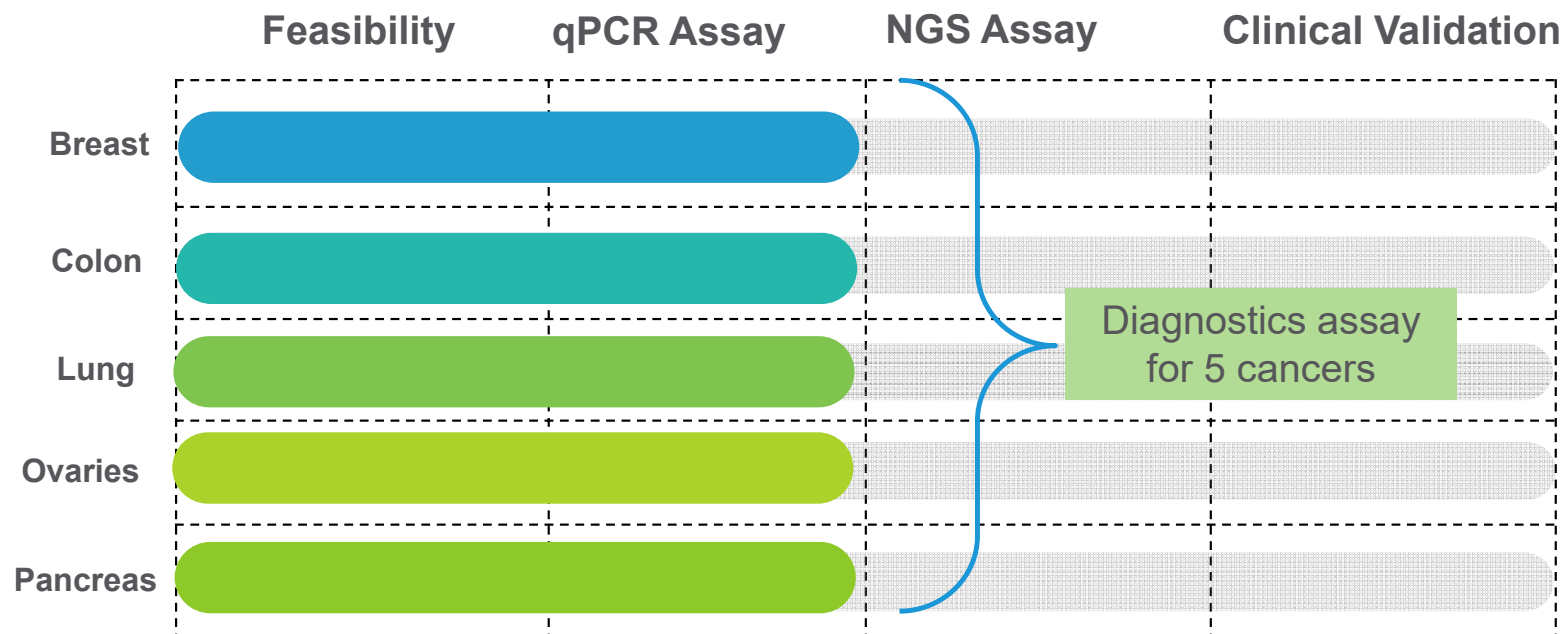 Feasibility qPCR Assay NGS Assay Clinical Validation
Breast
Colon
Diagnostics assay
for 5 cancers
Lung
Ovaries
Pancreas